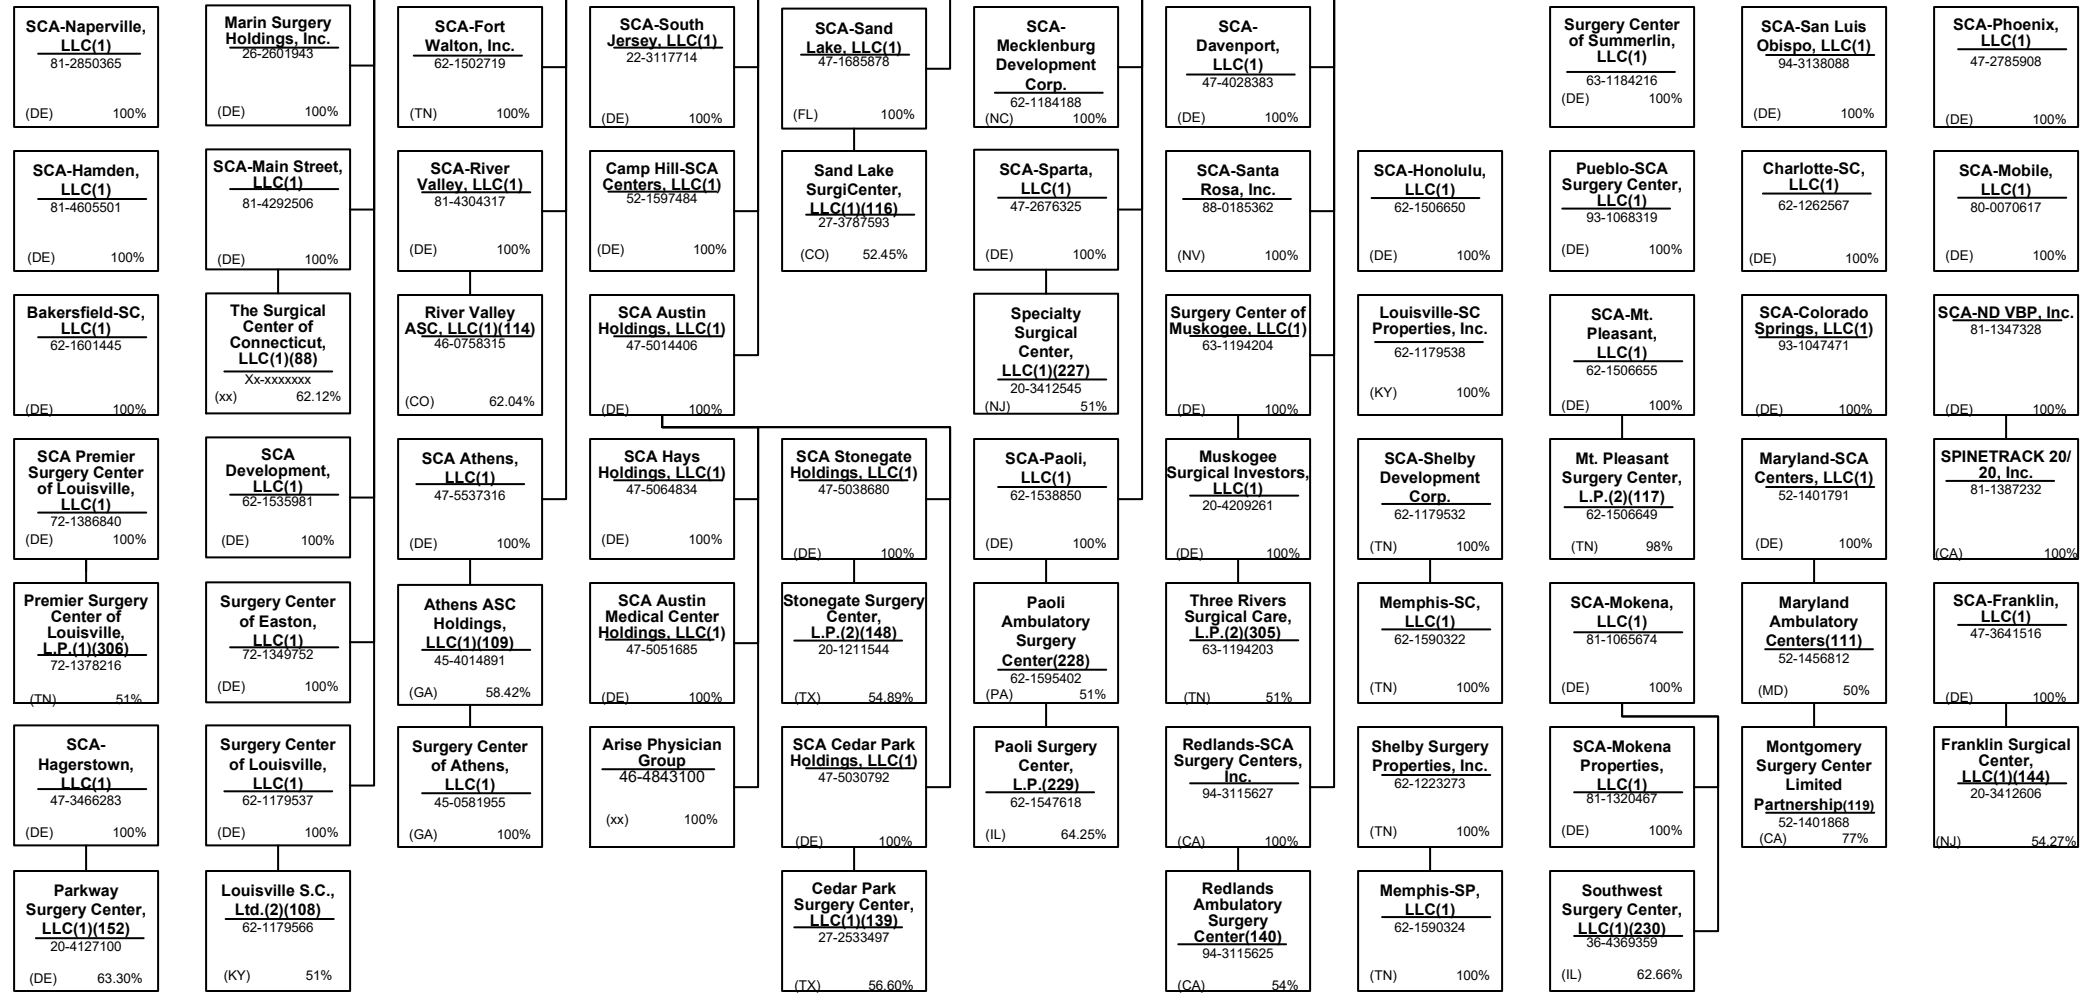 SCA-Naperville,
LLC(1)
81-2850365
(DE) 100%
Marin Surgery
Holdings, Inc.
26-2601943
(DE) 100%
SCA-Fort
Walton, Inc.
62-1502719
(TN) 100%
SCA-South
Jersey, LLC(1)
22-3117714
(DE) 100%
SCA-Sand
Lake, LLC(1)
47-1685878
(FL) 100%
SCA-
Mecklenburg
Development
Corp.
62-1184188
(NC) 100%
SCA-
Davenport,
LLC(1)
47-4028383
(DE) 100%
Surgery Center
of Summerlin,
LLC(1)
63-1184216
(DE) 100%
SCA-San Luis
Obispo, LLC(1)
94-3138088
(DE) 100%
SCA-Phoenix,
LLC(1)
47-2785908
(DE) 100%
SCA-Hamden,
LLC(1)
81-4605501
(DE) 100%
SCA-Main Street,
LLC(1)
81-4292506
(DE) 100%
SCA-River
Valley, LLC(1)
81-4304317
(DE) 100%
Camp Hill-SCA
Centers, LLC(1)
52-1597484
(DE) 100%
Sand Lake
SurgiCenter,
LLC(1)(116)
27-3787593
(CO) 52.45%
SCA-Sparta,
LLC(1)
47-2676325
(DE) 100%
SCA-Santa
Rosa, Inc.
88-0185362
(NV) 100%
SCA-Honolulu,
LLC(1)
62-1506650
(DE) 100%
Pueblo-SCA
Surgery Center,
LLC(1)
93-1068319
(DE) 100%
Charlotte-SC,
LLC(1)
62-1262567
(DE) 100%
SCA-Mobile,
LLC(1)
80-0070617
(DE) 100%
Bakersfield-SC,
LLC(1)
62-1601445
(DE) 100%
The Surgical
Center of
Connecticut,
LLC(1)(88)
Xx-xxxxxxx
(xx) 62.12%
River Valley
ASC, LLC(1)(114)
46-0758315
(CO) 62.04%
SCA Austin
Holdings, LLC(1)
47-5014406
(DE) 100%
Specialty
Surgical
Center,
LLC(1)(227)
20-3412545
(NJ) 51%
Surgery Center of
Muskogee, LLC(1)
63-1194204
(DE) 100%
Louisville-SC
Properties, Inc.
62-1179538
(KY) 100%
SCA-Mt.
Pleasant,
LLC(1)
62-1506655
(DE) 100%
SCA-Colorado
Springs, LLC(1)
93-1047471
(DE) 100%
SCA-ND VBP, Inc.
81-1347328
(DE) 100%
SCA Premier
Surgery Center
of Louisville,
LLC(1)
72-1386840
(DE) 100%
SCA
Development,
LLC(1)
62-1535981
(DE) 100%
SCA Athens,
LLC(1)
47-5537316
(DE) 100%
SCA Hays
Holdings, LLC(1)
47-5064834
(DE) 100%
SCA Stonegate
Holdings, LLC(1)
47-5038680
(DE) 100%
SCA-Paoli,
LLC(1)
62-1538850
(DE) 100%
Muskogee
Surgical Investors,
LLC(1)
20-4209261
(DE) 100%
SCA-Shelby
Development
Corp.
62-1179532
(TN) 100%
Mt. Pleasant
Surgery Center,
L.P.(2)(117)
62-1506649
(TN) 98%
Maryland-SCA
Centers, LLC(1)
52-1401791
(DE) 100%
SPINETRACK 20/
20, Inc.
81-1387232
(CA) 100%
Premier Surgery
Center of
Louisville,
L.P.(1)(306)
72-1378216
(TN) 51%
Surgery Center
of Easton,
LLC(1)
72-1349752
(DE) 100%
Athens ASC
Holdings,
LLC(1)(109)
45-4014891
(GA) 58.42%
SCA Austin
Medical Center
Holdings, LLC(1)
47-5051685
(DE) 100%
Stonegate Surgery
Center,
L.P.(2)(148)
20-1211544
(TX) 54.89%
Paoli
Ambulatory
Surgery
Center(228)
62-1595402
(PA) 51%
Three Rivers
Surgical Care,
L.P.(2)(305)
63-1194203
(TN) 51%
Memphis-SC,
LLC(1)
62-1590322
(TN) 100%
SCA-Mokena,
LLC(1)
81-1065674
(DE) 100%
Maryland
Ambulatory
Centers(111)
52-1456812
(MD) 50%
SCA-Franklin,
LLC(1)
47-3641516
(DE) 100%
SCA-
Hagerstown,
LLC(1)
47-3466283
(DE) 100%
Surgery Center
of Louisville,
LLC(1)
62-1179537
(DE) 100%
Surgery Center
of Athens,
LLC(1)
45-0581955
(GA) 100%
Arise Physician
Group
46-4843100
(xx) 100%
SCA Cedar Park
Holdings, LLC(1)
47-5030792
(DE) 100%
Paoli Surgery
Center,
L.P.(229)
62-1547618
(IL) 64.25%
Redlands-SCA
Surgery Centers,
Inc.
94-3115627
(CA) 100%
Shelby Surgery
Properties, Inc.
62-1223273
(TN) 100%
SCA-Mokena
Properties,
LLC(1)
81-1320467
(DE) 100%
Montgomery
Surgery Center
Limited
Partnership(119)
52-1401868
(CA) 77%
Franklin Surgical
Center,
LLC(1)(144)
20-3412606
(NJ) 54.27%
Parkway
Surgery Center,
LLC(1)(152)
20-4127100
(DE) 63.30%
Louisville S.C.,
Ltd.(2)(108)
62-1179566
(KY) 51%
Cedar Park
Surgery Center,
LLC(1)(139)
27-2533497
(TX) 56.60%
Redlands
Ambulatory
Surgery
Center(140)
94-3115625
(CA) 54%
Memphis-SP,
LLC(1)
62-1590324
(TN) 100%
Southwest
Surgery Center,
LLC(1)(230)
36-4369359
(IL) 62.66%